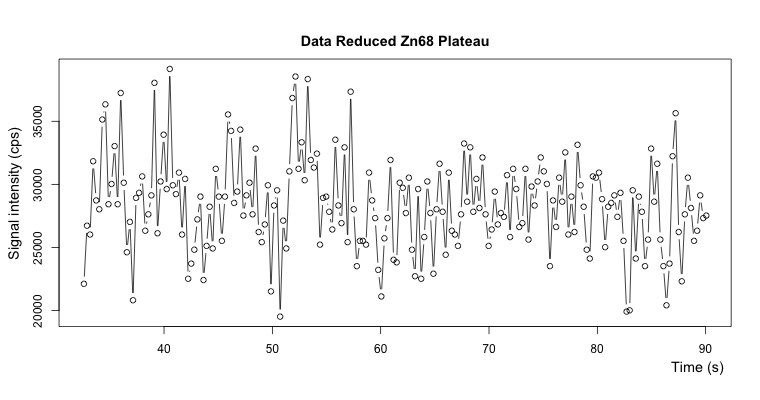 Data Reduced Zn68 Plateau
Signal intensity (cps)
35000
30000
25000
20000
40 50 60 70 80 90
Time (s)